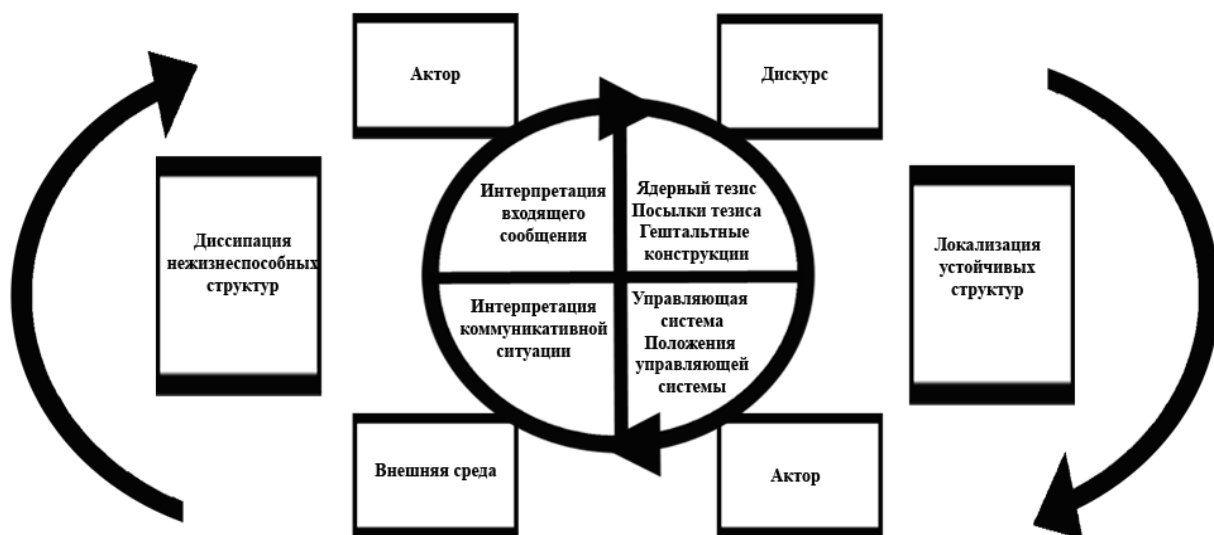 Актор
Дискурс
Интерпретация
входящего
сообщения
Ядерный тезис
Посылки тезиса
Гештальтные
конструкции
Диссипация
нежизнеспособных
структур
Локализация
устойчивых
структур
Интерпретация
коммуникативной
ситуации
Управляющая
система
Положения
управляющей
системы
Внешняя среда
Актор